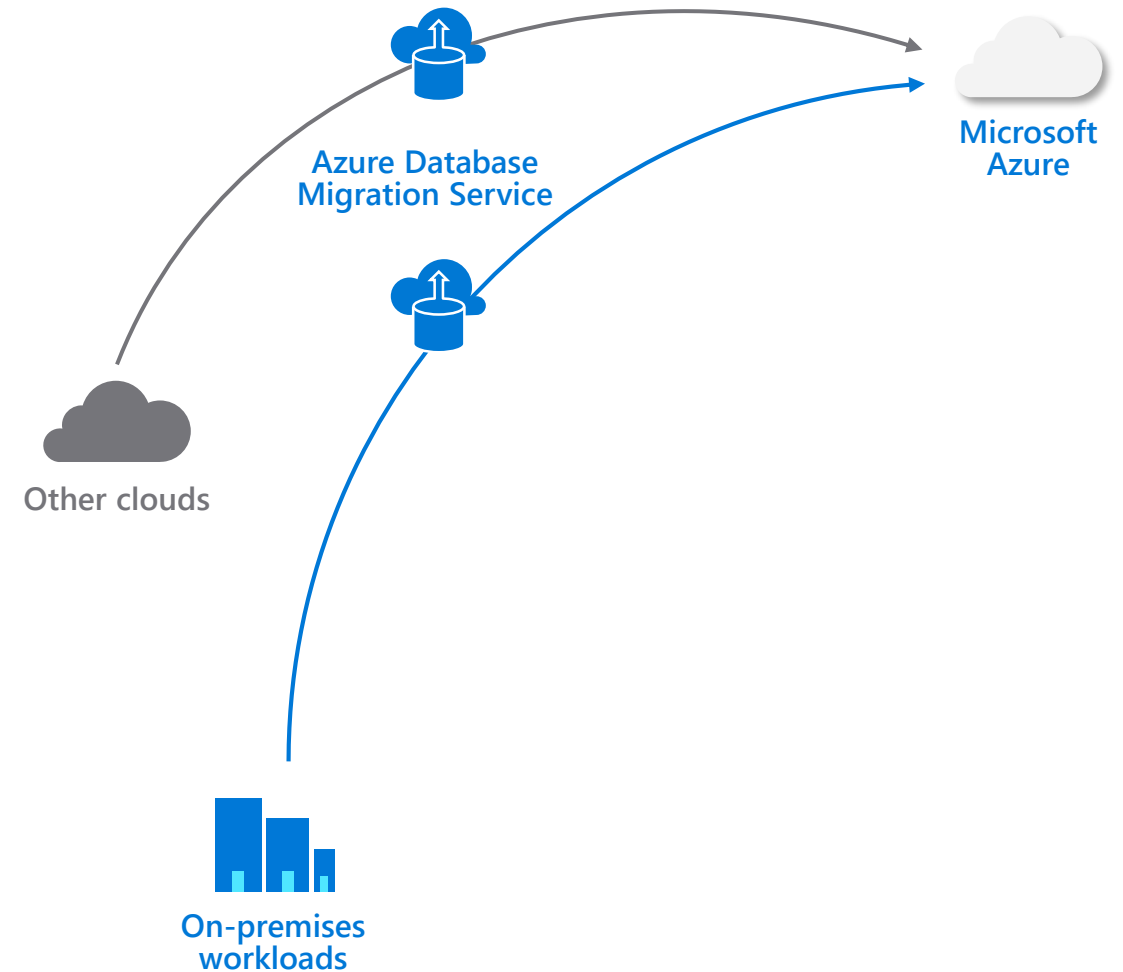 Azure Database
Migration Service
Microsoft
Azure
Other clouds
On-premises
workloads